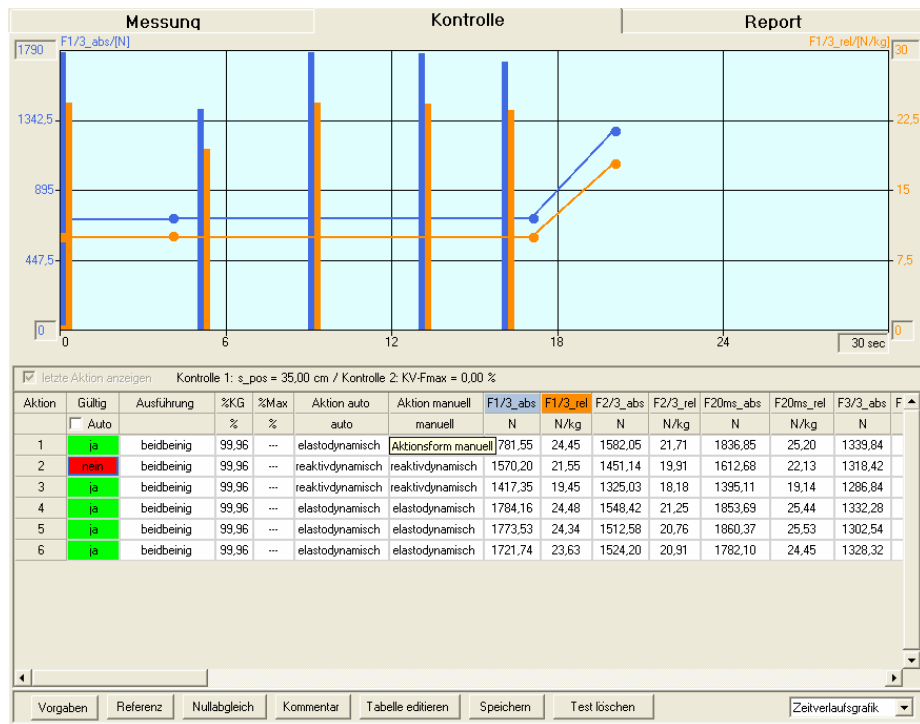 Messung Kontrolle Report
F1/3_abs/[N] F1/3_rel/[N/kg]
1790 30
1342,5 22,5
895 15
447,5 7,5
0 0
0 6 12 18 24 30 sec
letzte Aktion anzeigen Kontrolle 1: s_pos = 35,00 cm / Kontrolle 2: KV-Fmax = 0,00 %
Aktion Gültig Ausführung %KG %Max Aktion auto Aktion manuell F1/3_abs F1/3_rel F2/3_abs F2/3_rel F20ms_abs F20ms_rel F3/3_abs F
Auto % % auto manuell N N/kg N N/kg N N/kg N
1 ja beidbeinig 99,96 --- elastodynamisch Aktionsform manuell 781,55 24,45 1582,05 21,71 1836,85 25,20 1339,84
2 nein beidbeinig 99,96 --- reaktivdynamisch reaktivdynamisch 1570,20 21,55 1451,14 19,91 1612,68 22,13 1318,42
3 ja beidbeinig 99,96 --- reaktivdynamisch reaktivdynamisch 1417,35 19,45 1325,03 18,18 1395,11 19,14 1286,84
4 ja beidbeinig 99,96 --- elastodynamisch elastodynamisch 1784,16 24,48 1548,42 21,25 1853,69 25,44 1332,28
5 ja beidbeinig 99,96 --- elastodynamisch elastodynamisch 1773,53 24,34 1512,58 20,76 1860,37 25,53 1302,54
6 ja beidbeinig 99,96 --- elastodynamisch elastodynamisch 1721,74 23,63 1524,20 20,91 1782,10 24,45 1328,32
Vorgaben Referenz Nullabgleich Kommentar Tabelle editieren Speichern Test löschen Zeitverlaufsgrafik